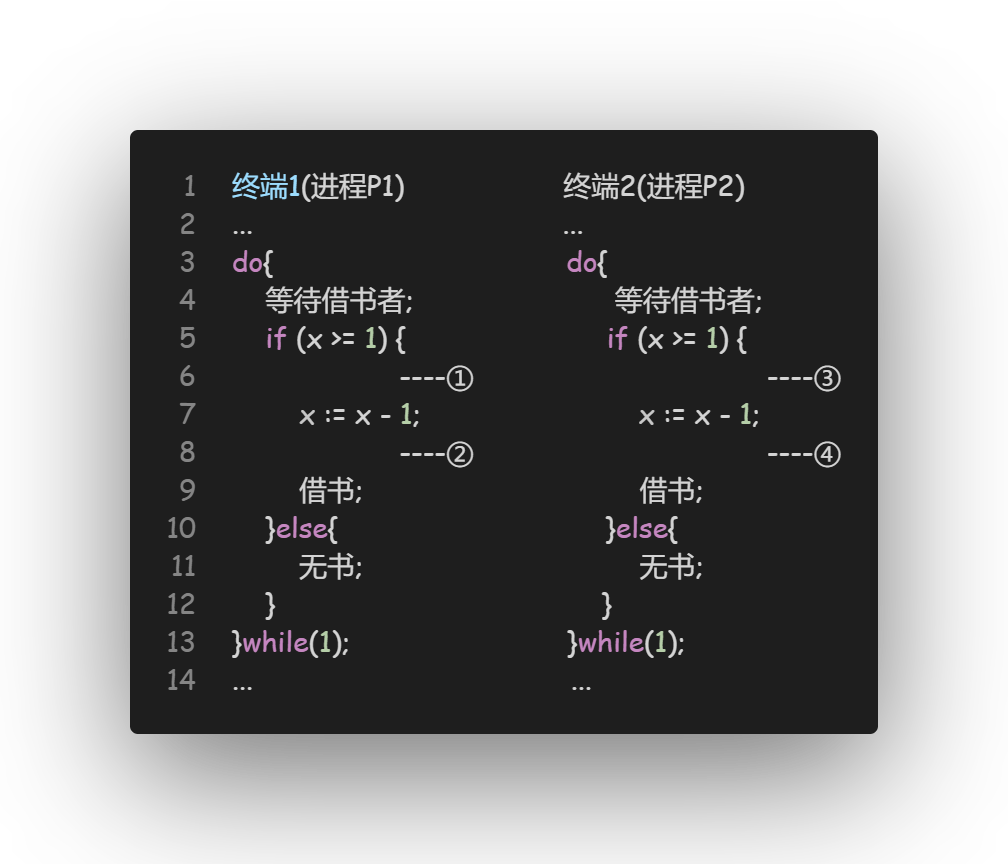 1 终端1(进程P1) 终端2(进程P2)
2 ... ...
3 do{ do{
4 等待借书者; 等待借书者;
5 if (x >= 1) { if (x >= 1) {
6 ----① ----③
7 x := x - 1; x := x - 1;
8 ----② ----④
9 借书; 借书;
10 }else{ }else{
11 无书; 无书;
12 } }
13 }while(1); }while(1);
14 ... ...